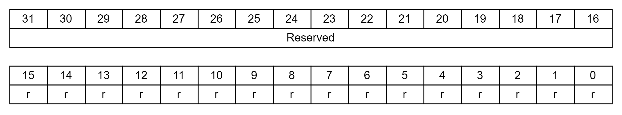 31 30 29 28 27 26 25 24 23 22 21 20 19 18 17 16
Reserved
15 14 13 12 11 10 9 8 7 6 5 4 3 2 1 0
r r r r r r r r r r r r r r r r